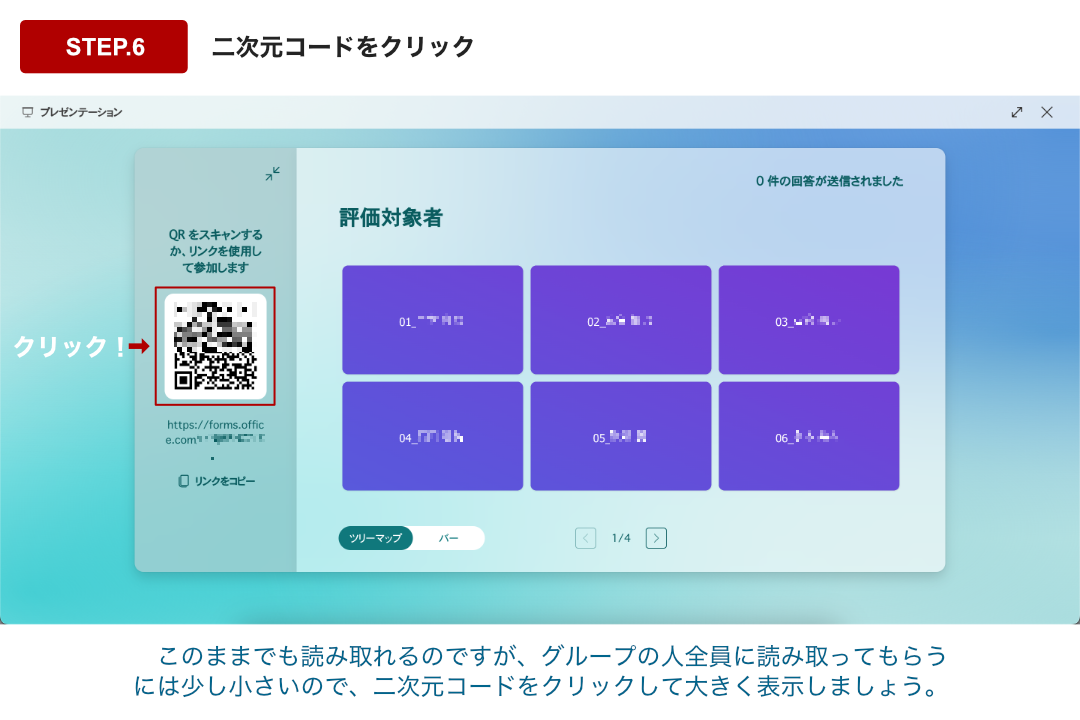 STEP.6
二次元コードをクリック
プレゼンテーション
0 件の回答が送信されました
評価対象者
QR をスキャンする
か、リンクを使用し
て参加します
クリック！
https://forms.offic
e.com
リンクをコピー
01_
02_
03_
04_
05_
06_
ツリーマップ
バー
1/4
このままでも読み取れるのですが、グループの人全員に読み取ってもらう
には少し小さいので、二次元コードをクリックして大きく表示しましょう。